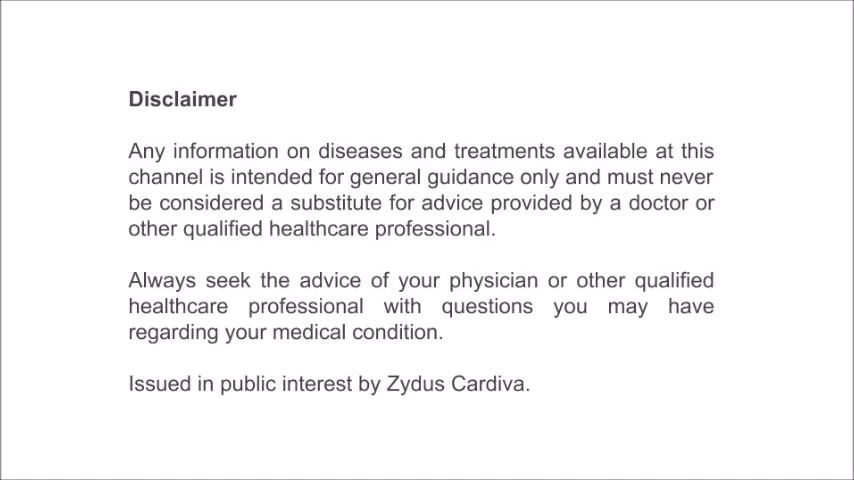 Disclaimer
Any information on diseases and treatments available at this
channel is intended for general guidance only and must never
be considered a substitute for advice provided by a doctor or
other qualified healthcare professional.
Always seek the advice of your physician or other qualified
healthcare professional with questions you may have
regarding your medical condition.
Issued in public interest by Zydus Cardiva.